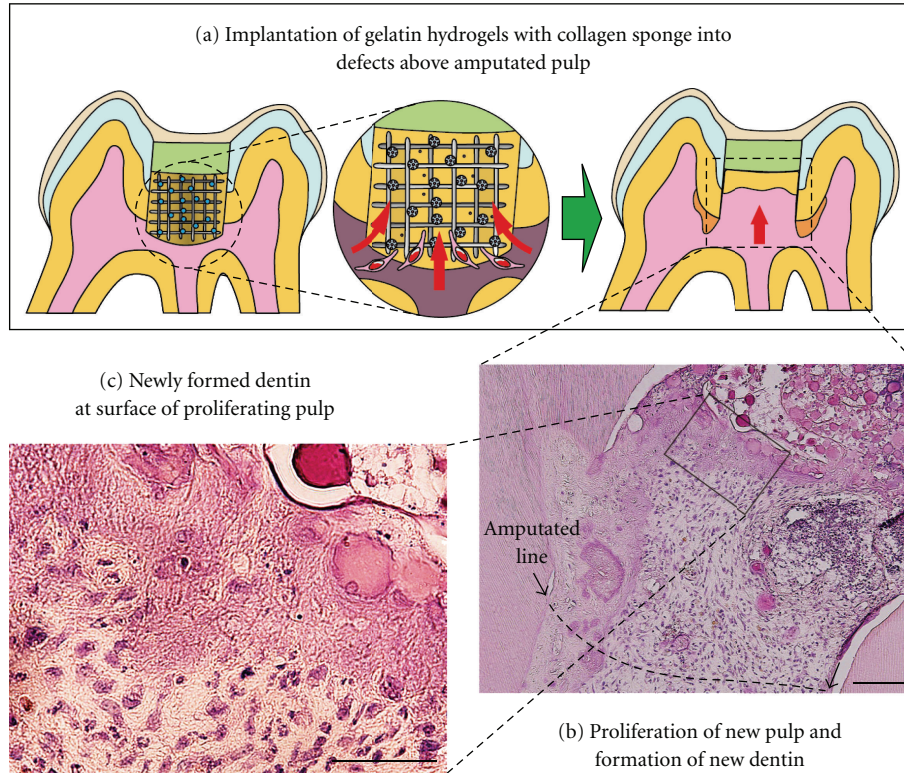 (a) Implantation of gelatin hydrogels with collagen sponge into
defects above amputated pulp
(c) Newly formed dentin
at surface of proliferating pulp
Amputated
line
(b) Proliferation of new pulp and
formation of new dentin